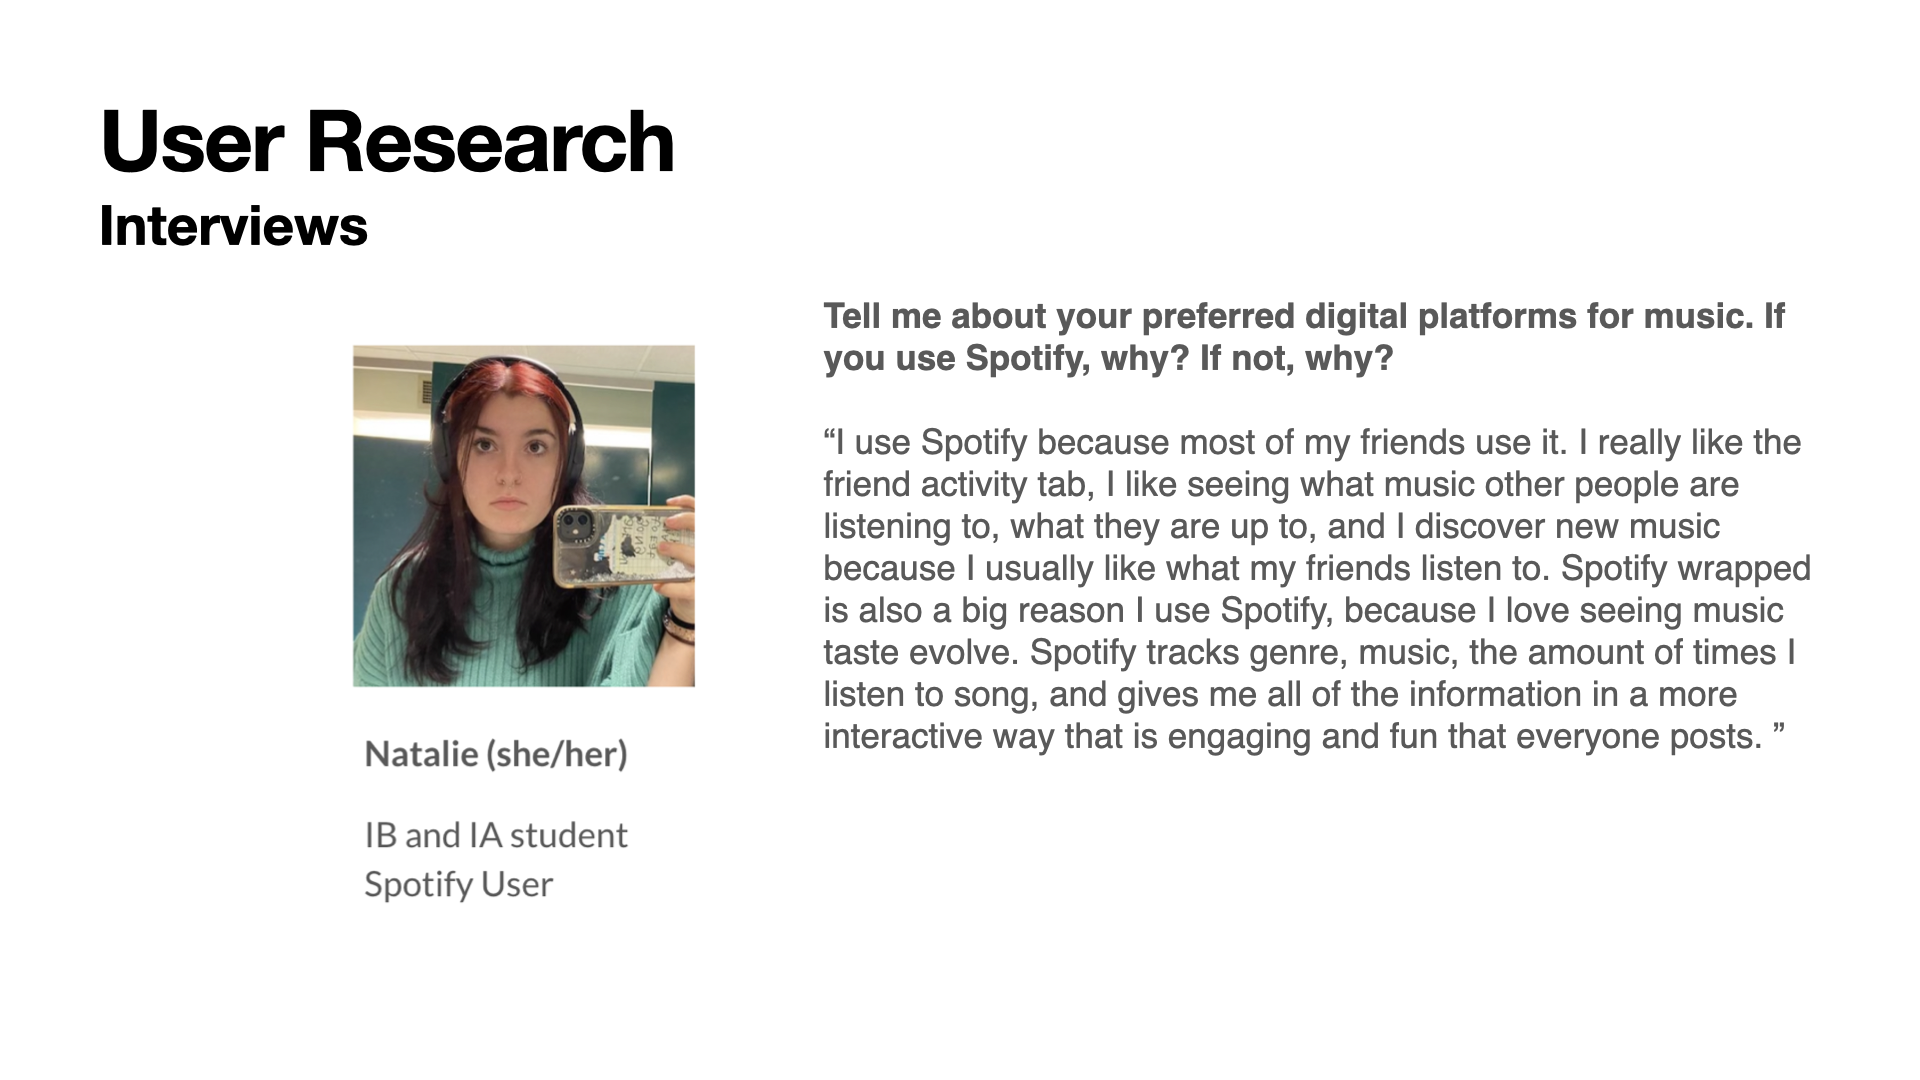 User Research
Interviews
Tell me about your preferred digital platforms for music. If
you use Spotify, why? If not, why?
“I use Spotify because most of my friends use it. I really like the
friend activity tab, I like seeing what music other people are
listening to, what they are up to, and I discover new music
because I usually like what my friends listen to. Spotify wrapped
is also a big reason I use Spotify, because I love seeing music
taste evolve. Spotify tracks genre, music, the amount of times I
listen to song, and gives me all of the information in a more
interactive way that is engaging and fun that everyone posts. ”
Natalie (she/her)
IB and IA student
Spotify User